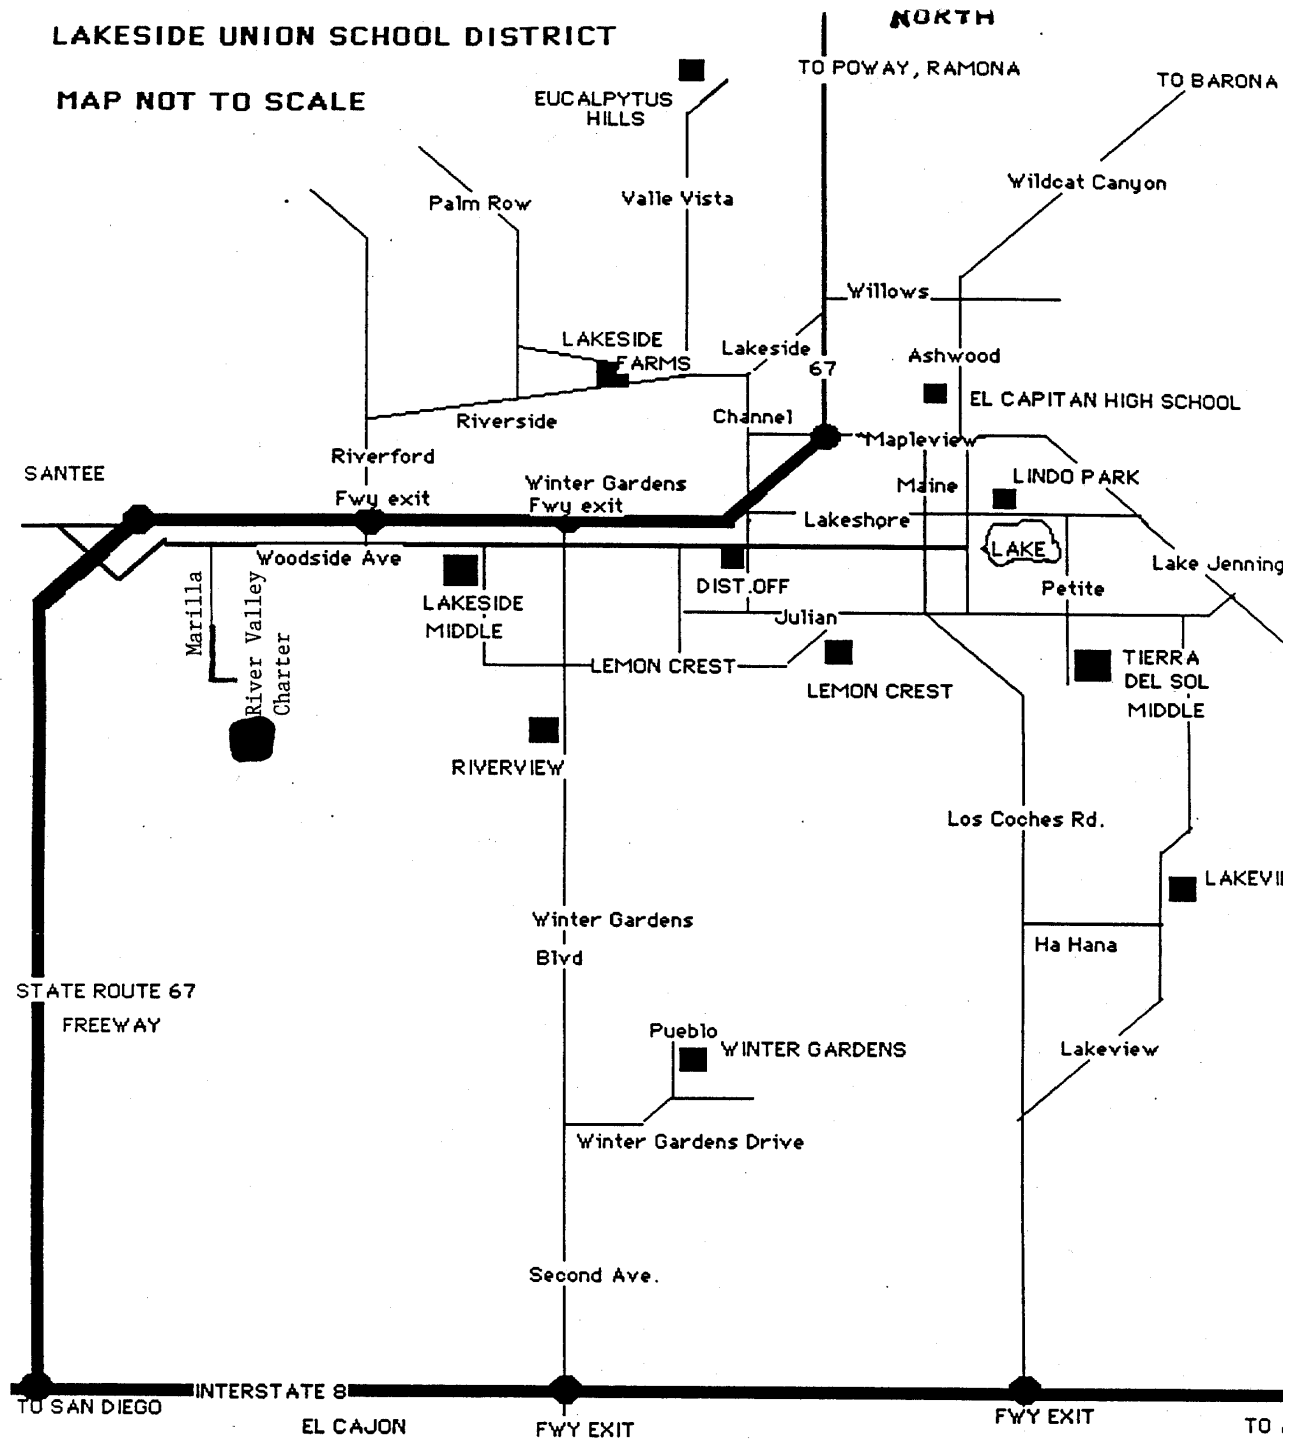 NORTH
LAKESIDE UNION SCHOOL DISTRICT
TO POWAY, RAMONA
TO BARONA
MAP NOT TO SCALE
EUCALPYTUS
HILLS
Wildcat Canyon
Palm Row
Valle Vista
Willows
LAKESIDE
FARMS
Lakeside
67
Ashwood
EL CAPITAN HIGH SCHOOL
Channel
Riverside
Mapleview
Riverford
Fwy exit
SANTEE
Winter Gardens
Fwy exit
Maine
LINDO PARK
Lakeshore
LAKE
Woodside Ave
Lake Jenning
DIST.OFF
Petite
Marilla
River Valley
Charter
LAKESIDE
MIDDLE
Julian
LEMON CREST
LEMON CREST
TIERRA
DEL SOL
MIDDLE
RIVERVIEW
Los Coches Rd.
LAKEVI
Winter Gardens
Blvd
Ha Hana
STATE ROUTE 67
FREEWAY
Pueblo
WINTER GARDENS
Lakeview
Winter Gardens Drive
Second Ave.
INTERSTATE 8
TO SAN DIEGO
EL CAJON
FWY EXIT
FWY EXIT
TO